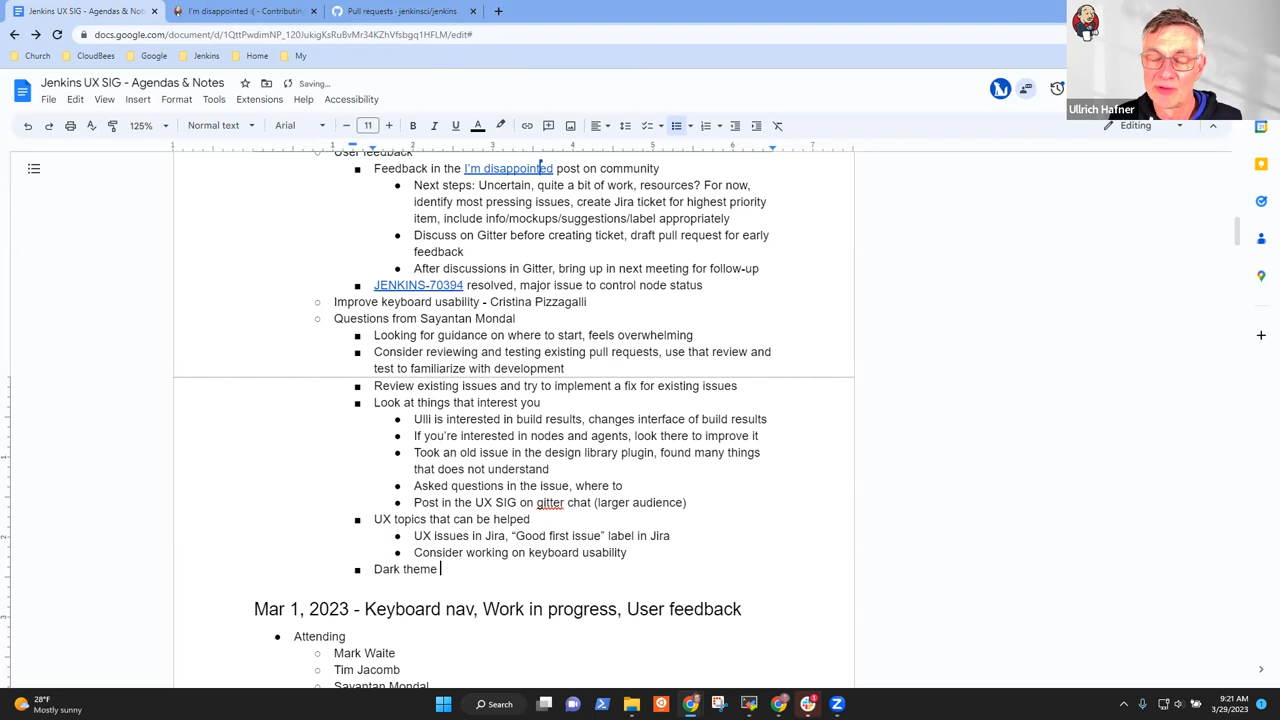 Jenkins UX SIG - Agendas & Notes
I'm disappointed :( - Contributing
Pull requests · jenkinsci/jenkins
docs.google.com/document/d/1QttPwdimNP_120JukigKsRuBvMr34KZhVfsbgq1HFLM/edit#
Church CloudBees Google Jenkins Home My
Jenkins UX SIG - Agendas & Notes Saving...
File Edit View Insert Format Tools Extensions Help Accessibility
125% Normal text Arial 11 B I U A Editing
1 1 2 3 4 5 6 7
User feedback
Feedback in the I'm disappointed post on community
Next steps: Uncertain, quite a bit of work, resources? For now,
identify most pressing issues, create Jira ticket for highest priority
item, include info/mockups/suggestions/label appropriately
Discuss on Gitter before creating ticket, draft pull request for early
feedback
After discussions in Gitter, bring up in next meeting for follow-up
JENKINS-70394 resolved, major issue to control node status
Improve keyboard usability - Cristina Pizzagalli
Questions from Sayantan Mondal
Looking for guidance on where to start, feels overwhelming
Consider reviewing and testing existing pull requests, use that review and
test to familiarize with development
Review existing issues and try to implement a fix for existing issues
Look at things that interest you
Ulli is interested in build results, changes interface of build results
If you're interested in nodes and agents, look there to improve it
Took an old issue in the design library plugin, found many things
that does not understand
Asked questions in the issue, where to
Post in the UX SIG on gitter chat (larger audience)
UX topics that can be helped
UX issues in Jira, “Good first issue” label in Jira
Consider working on keyboard usability
Dark theme
Mar 1, 2023 - Keyboard nav, Work in progress, User feedback
Attending
Mark Waite
Tim Jacomb
Sayantan Mondal
Ullrich Hafner
28°F
Mostly sunny
Search
9:21 AM
3/29/2023